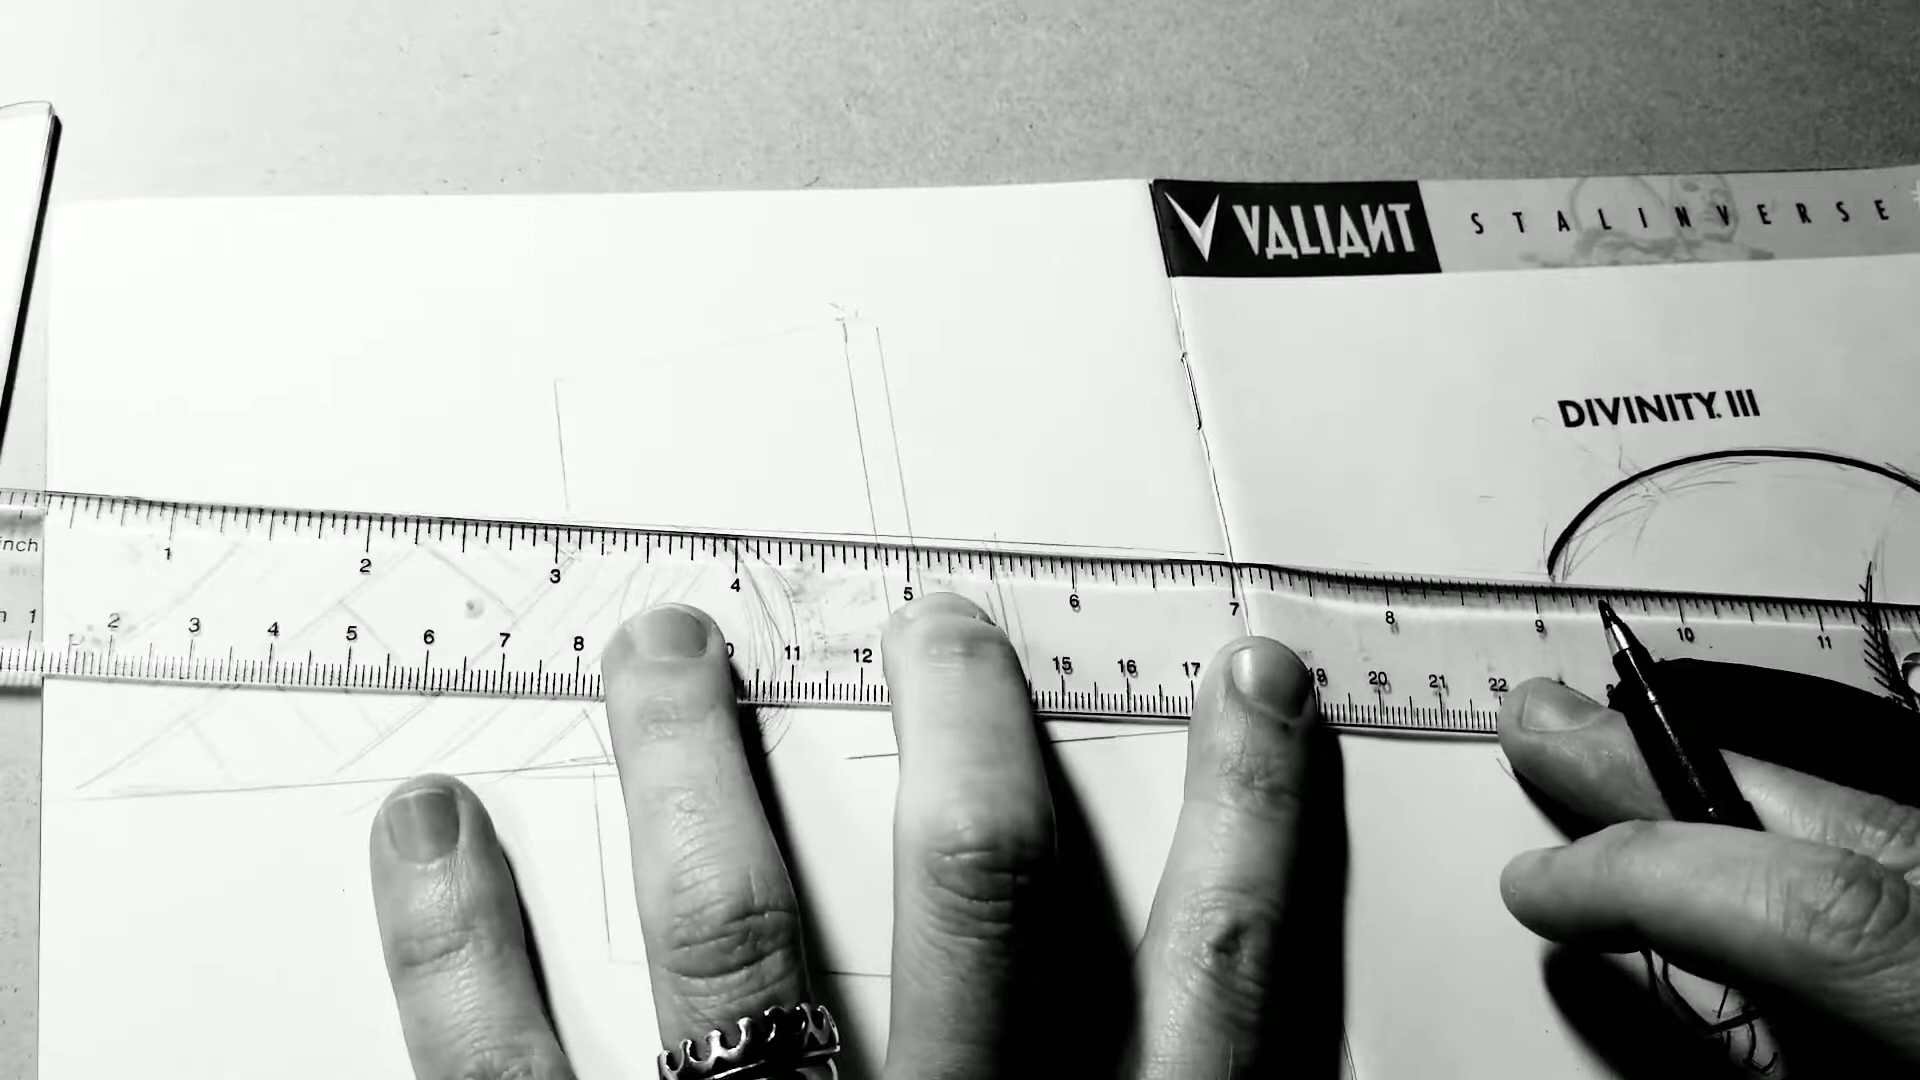 VALIANT
STALINVERSE
DIVINITY. III
inch 1 2 3 4 5 6 7 8 9 10 11
1 2 3 4 5 6 7 8 11 12 15 16 17 19 20 21 22